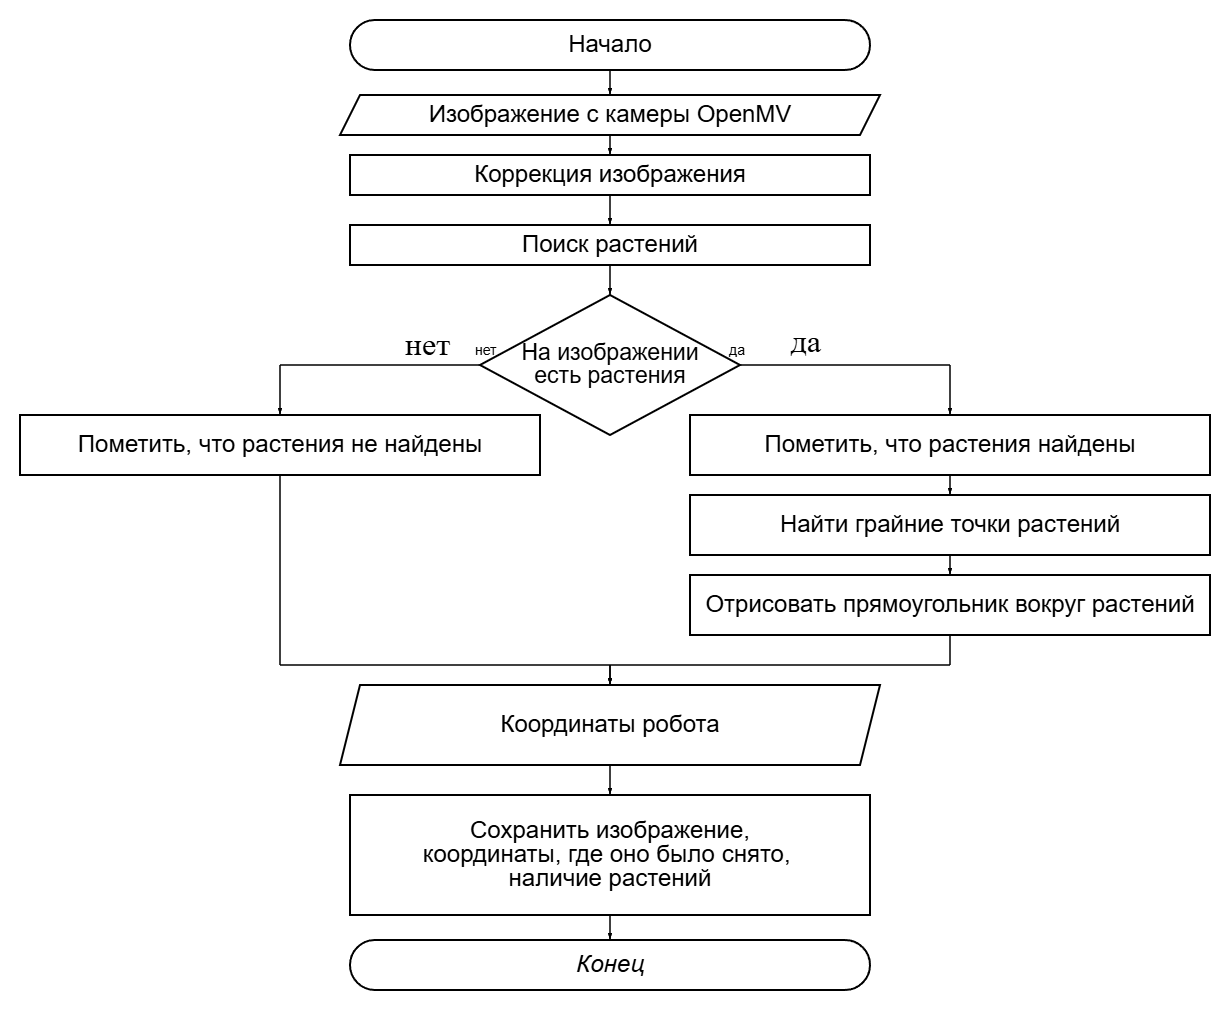 Начало
Изображение с камеры OpenMV
Коррекция изображения
Поиск растений
нет нет На изображении да да
есть растения
Пометить, что растения не найдены
Пометить, что растения найдены
Найти грайние точки растений
Отрисовать прямоугольник вокруг растений
Координаты робота
Сохранить изображение,
координаты, где оно было снято,
наличие растений
Конец